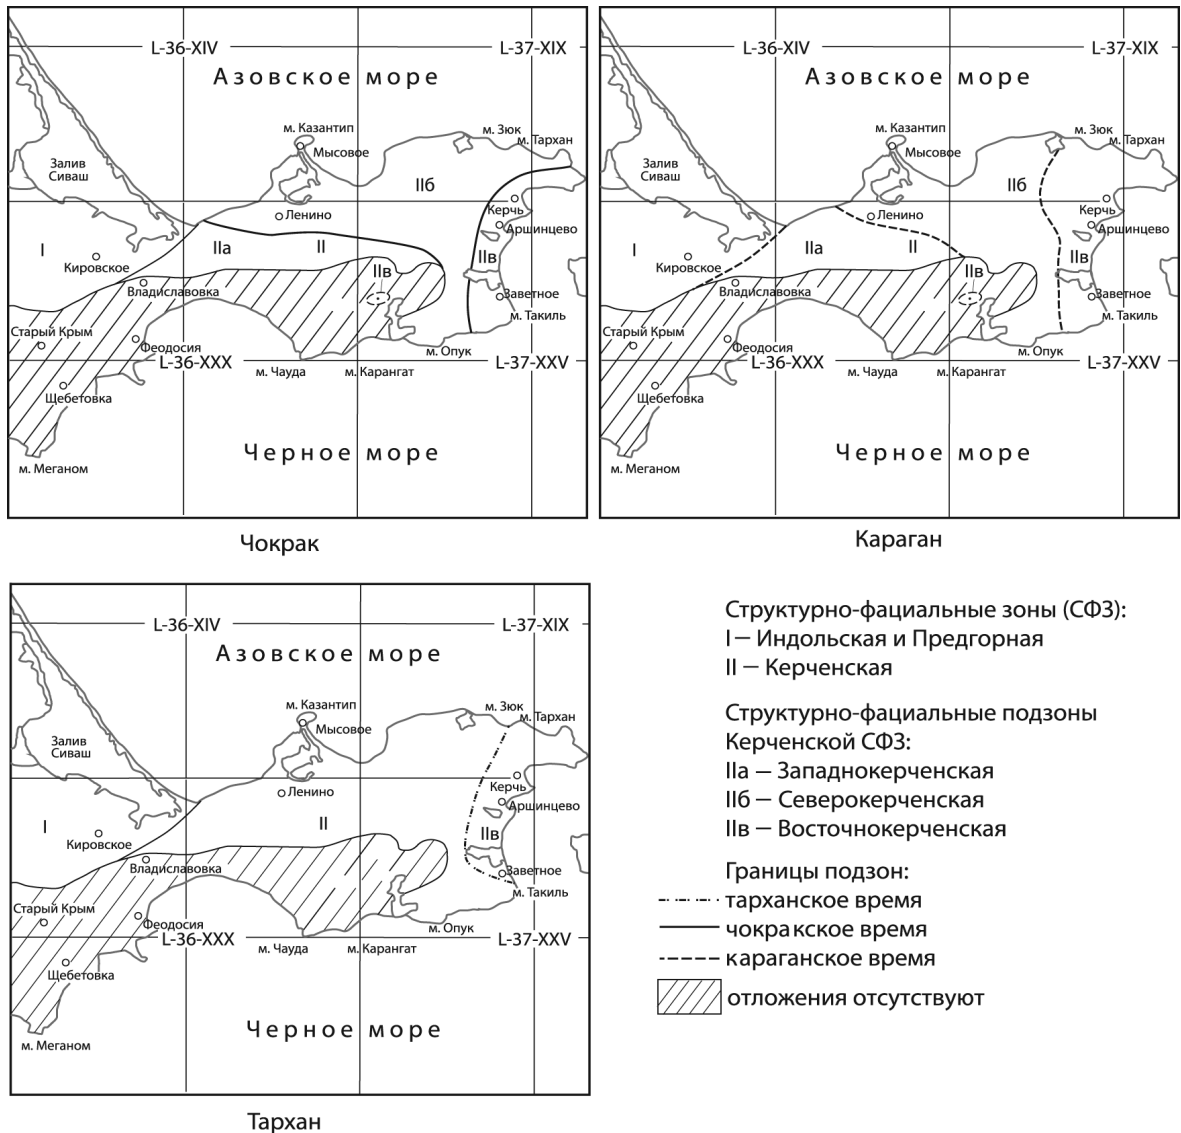 L-36-XIV
L-37-XIX
Азовское море
м. Казантип
Мысовое
м. Зюк
м. Тархан
Залив
Сиваш
IIб
Ленино
Керчь
Аршинцево
I
IIа
II
IIв
IIв
Кировское
Владиславовка
Заветное
м. Такиль
Старый Крым
Феодосия
м. Опук
L-36-XXX
L-37-XXV
м. Чауда
м. Карангат
Щебетовка
Черное море
м. Меганом
Чокрак
L-36-XIV
L-37-XIX
Азовское море
м. Казантип
Мысовое
м. Зюк
м. Тархан
Залив
Сиваш
IIб
Ленино
Керчь
Аршинцево
I
IIа
II
IIв
IIв
Кировское
Владиславовка
Заветное
м. Такиль
Старый Крым
Феодосия
м. Опук
L-36-XXX
L-37-XXV
м. Чауда
м. Карангат
Щебетовка
Черное море
м. Меганом
Караган
L-36-XIV
L-37-XIX
Азовское море
м. Казантип
Мысовое
м. Зюк
м. Тархан
Залив
Сиваш
Ленино
Керчь
Аршинцево
I
II
IIв
Кировское
Владиславовка
Заветное
м. Такиль
Старый Крым
Феодосия
м. Опук
L-36-XXX
L-37-XXV
м. Чауда
м. Карангат
Щебетовка
Черное море
м. Меганом
Тархан
Структурно-фациальные зоны (СФЗ):
I — Индольская и Предгорная
II — Керченская
Структурно-фациальные подзоны
Керченской СФЗ:
IIа — Западнокерченская
IIб — Северокерченская
IIв — Восточнокерченская
Границы подзон:
тарханское время
чокракское время
караганское время
отложения отсутствуют